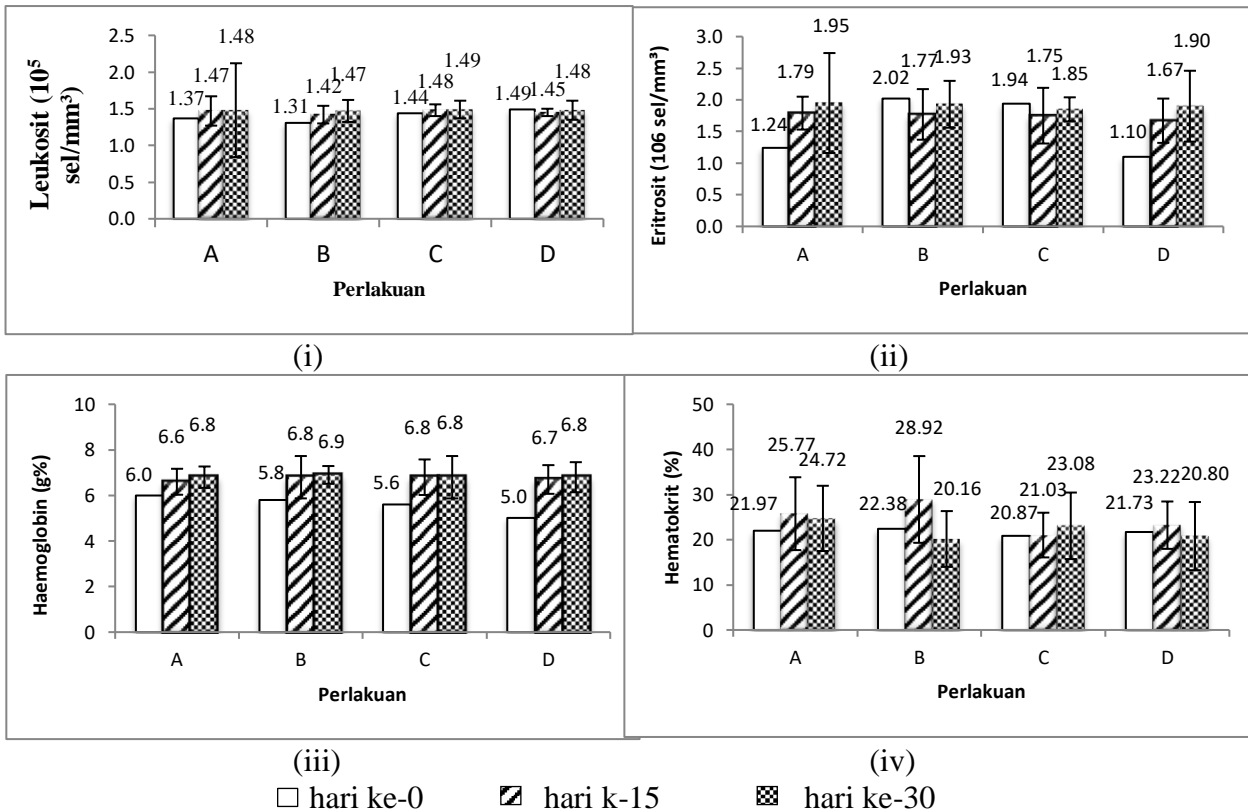 Leukosit (10⁵
sel/mm³)
2.5
2.0
1.5
1.0
0.5
0.0
1.37 1.47 1.48
1.31 1.42 1.47
1.44 1.48 1.49
1.49 1.45 1.48
A B C D
Perlakuan
(i)
Eritrosit (106 sel/mm³)
3.0
2.5
2.0
1.5
1.0
0.5
0.0
1.24 1.79 1.95
2.02 1.77 1.93
1.94 1.75 1.85
1.10 1.67 1.90
A B C D
Perlakuan
(ii)
Haemoglobin (g%)
10
8
6
4
2
0
6.0 6.6 6.8
5.8 6.8 6.9
5.6 6.8 6.8
5.0 6.7 6.8
A B C D
Perlakuan
(iii)
Hematokrit (%)
50
40
30
20
10
0
21.97 25.77 24.72
22.38 28.92 20.16
20.87 21.03 23.08
21.73 23.22 20.80
A B C D
Perlakuan
(iv)
hari ke-0 hari k-15 hari ke-30